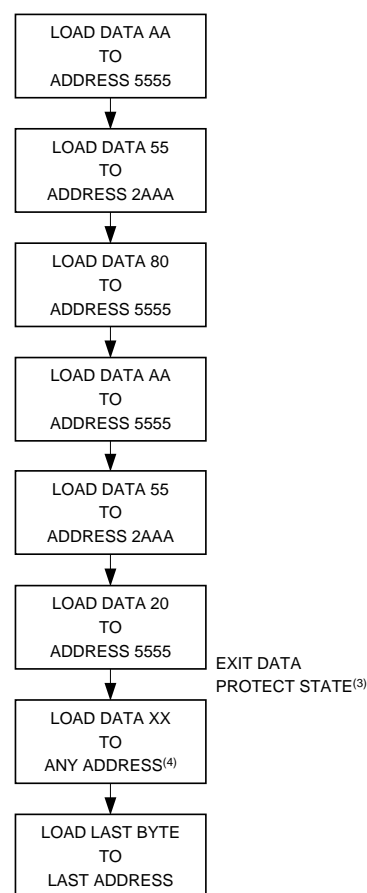 LOAD DATA AA
TO
ADDRESS 5555
LOAD DATA 55
TO
ADDRESS 2AAA
LOAD DATA 80
TO
ADDRESS 5555
LOAD DATA AA
TO
ADDRESS 5555
LOAD DATA 55
TO
ADDRESS 2AAA
LOAD DATA 20
TO
ADDRESS 5555
EXIT DATA
PROTECT STATE(3)
LOAD DATA XX
TO
ANY ADDRESS(4)
LOAD LAST BYTE
TO
LAST ADDRESS